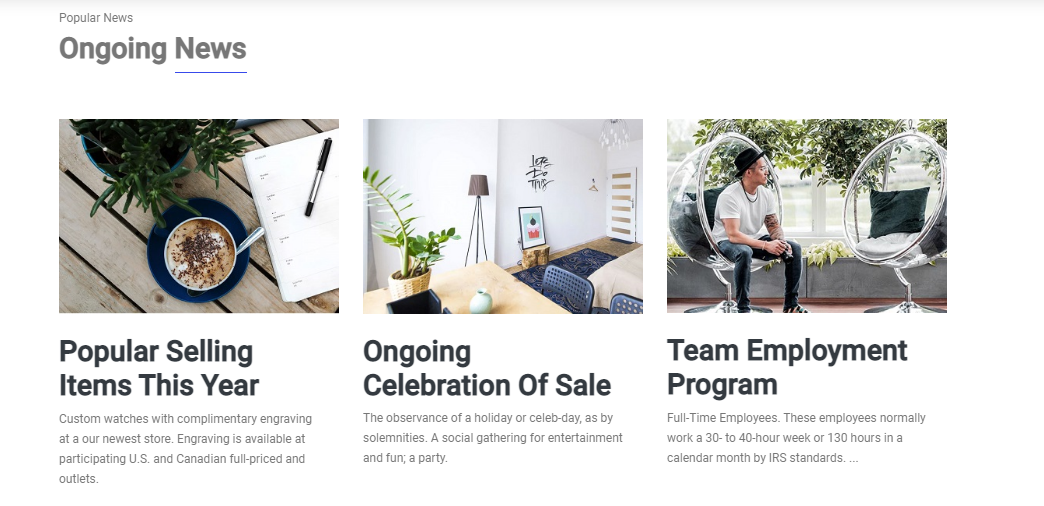 Popular News
Ongoing News
LET'S
DO
THIS
Popular Selling
Items This Year
Custom watches with complimentary engraving
at a our newest store. Engraving is available at
participating U.S. and Canadian full-priced and
outlets.
Ongoing
Celebration Of Sale
The observance of a holiday or celeb-day, as by
solemnities. A social gathering for entertainment
and fun; a party.
Team Employment
Program
Full-Time Employees. These employees normally
work a 30- to 40-hour week or 130 hours in a
calendar month by IRS standards. ...